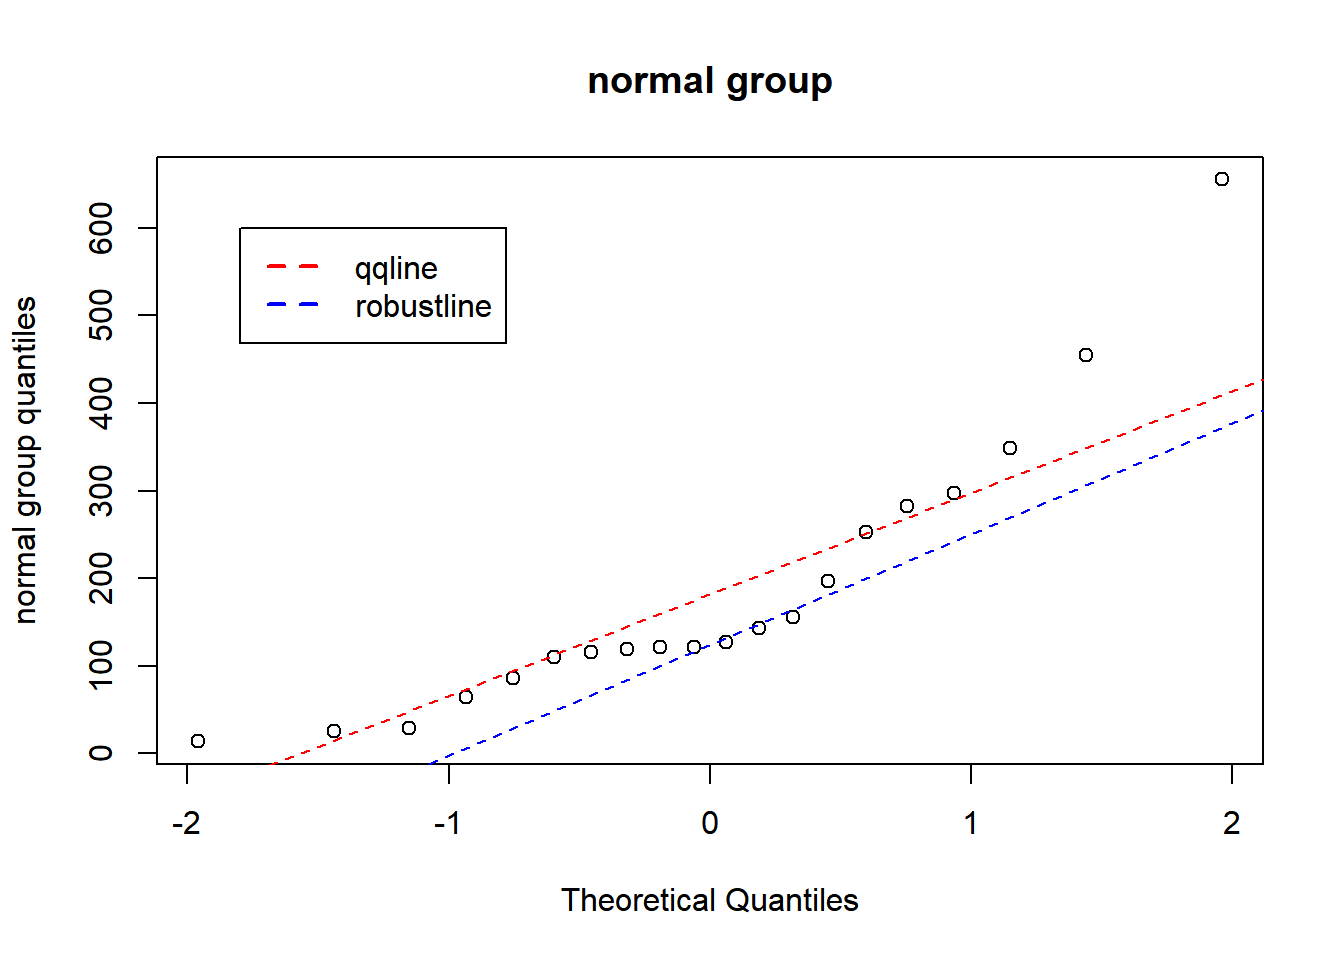 normal group
qqline
robustline
normal group quantiles
600
500
400
300
200
100
0
-2 -1 0 1 2
Theoretical Quantiles